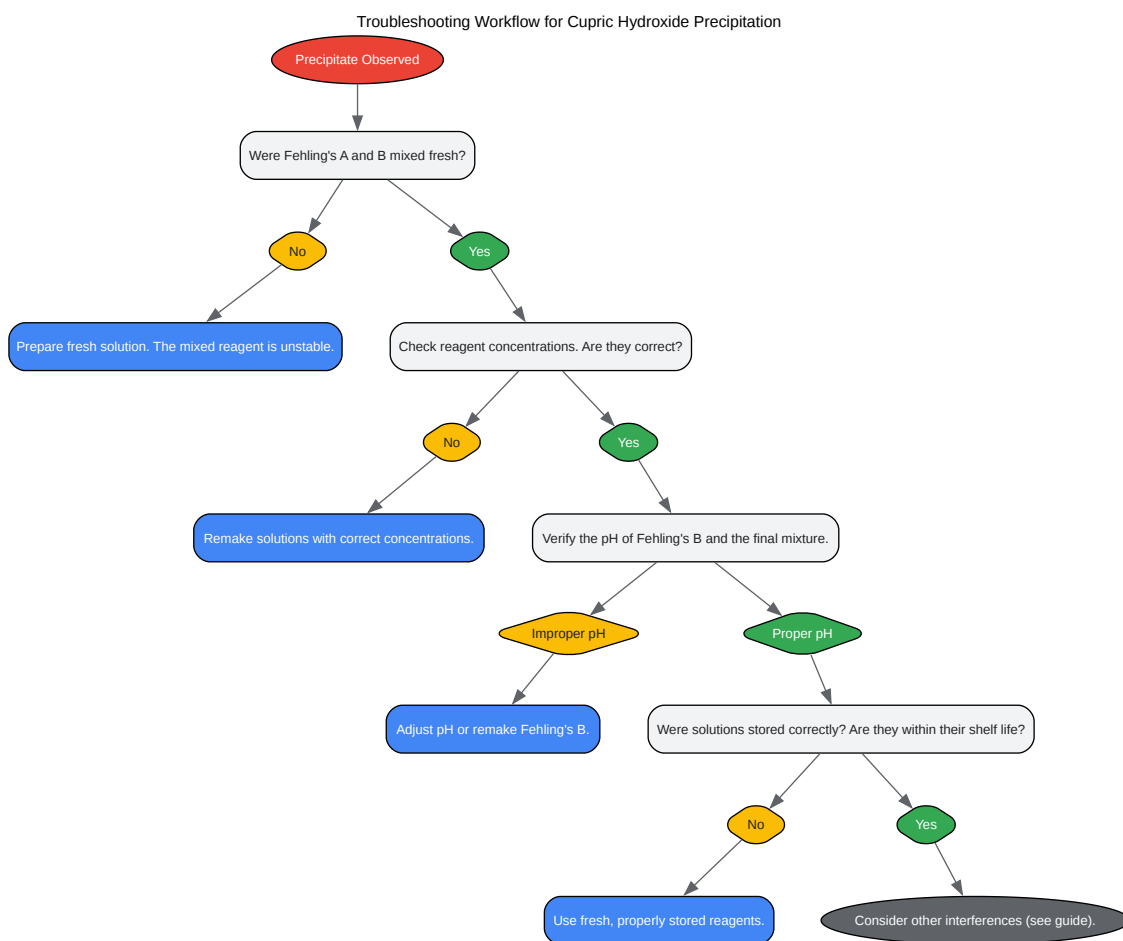 Troubleshooting Workflow for Cupric Hydroxide Precipitation
Precipitate Observed
Were Fehling's A and B mixed fresh?
No
Yes
Prepare fresh solution. The mixed reagent is unstable.
Check reagent concentrations. Are they correct?
No
Yes
Remake solutions with correct concentrations.
Verify the pH of Fehling's B and the final mixture.
Improper pH
Proper pH
Adjust pH or remake Fehling's B.
Were solutions stored correctly? Are they within their shelf life?
No
Yes
Use fresh, properly stored reagents.
Consider other interferences (see guide).